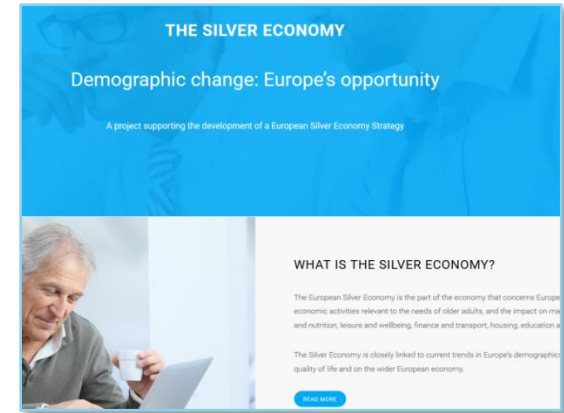 THE SILVER ECONOMY
Demographic change: Europe's opportunity
A project supporting the development of a European Silver Economy Strategy
WHAT IS THE SILVER ECONOMY?
The European Silver Economy is the part of the economy that concerns Europe
economic activities relevant to the needs of older adults, and the impact on ma
and nutrition, leisure and wellbeing, finance and transport, housing, education a
The Silver Economy is closely linked to current trends in Europe's demographic
quality of life and on the wider European economy.
READ MORE